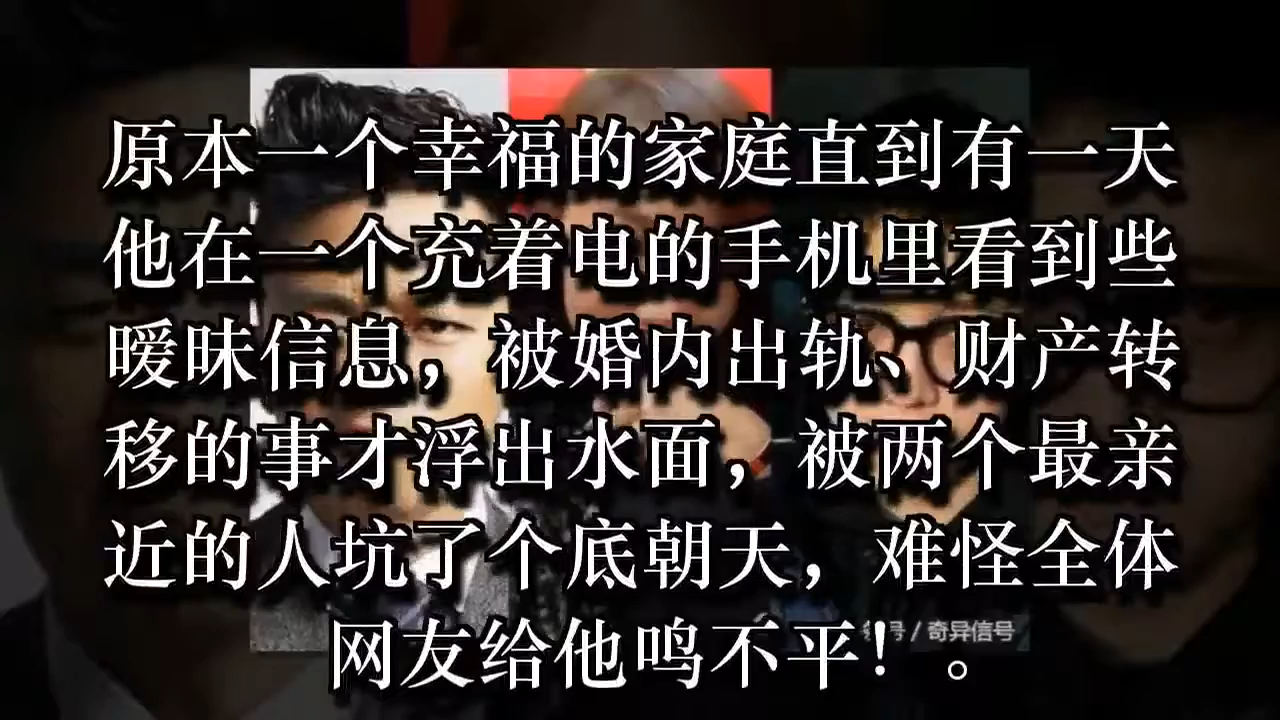 原本一个幸福的家庭直到有一天
他在一个充着电的手机里看到些
暧昧信息，被婚内出轨、财产转
移的事才浮出水面，被两个最亲
近的人坑了个底朝天，难怪全体
网友给他鸣不平！。
号 / 奇异信号